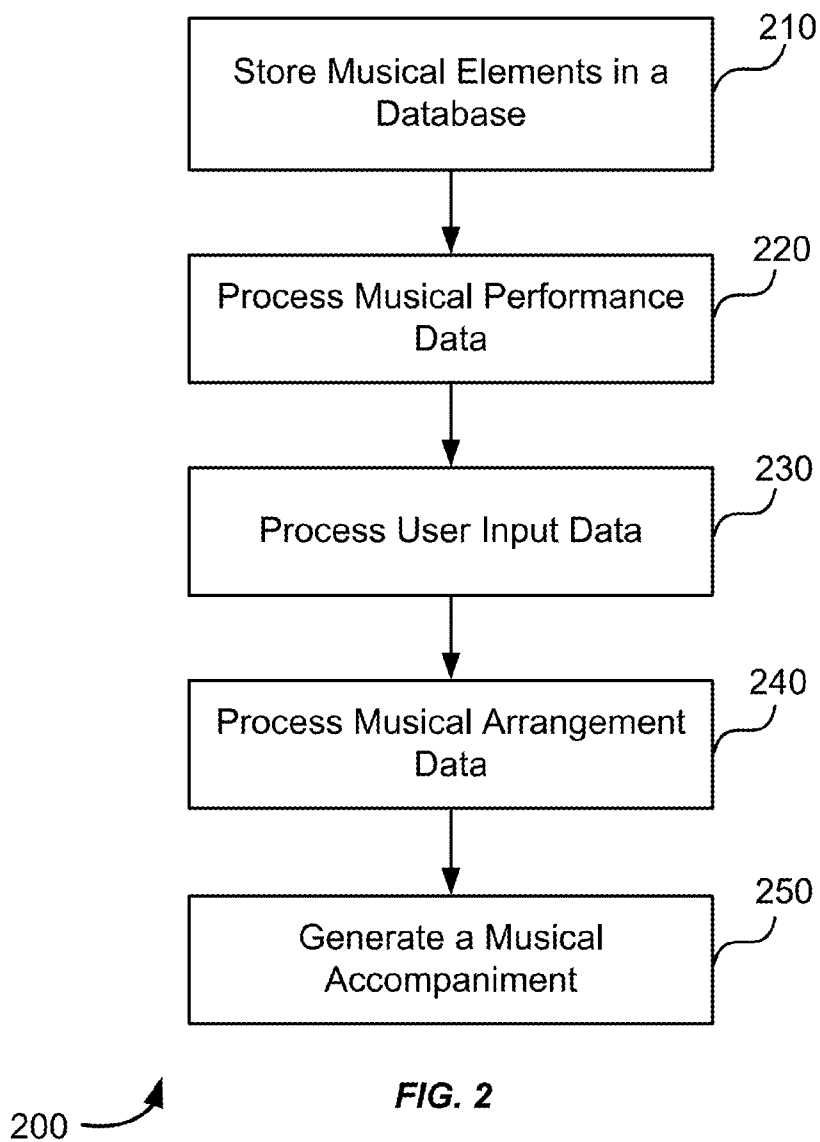 210
Store Musical Elements in a
Database
220
Process Musical Performance
Data
230
Process User Input Data
240
Process Musical Arrangement
Data
250
Generate a Musical
Accompaniment
200
FIG. 2